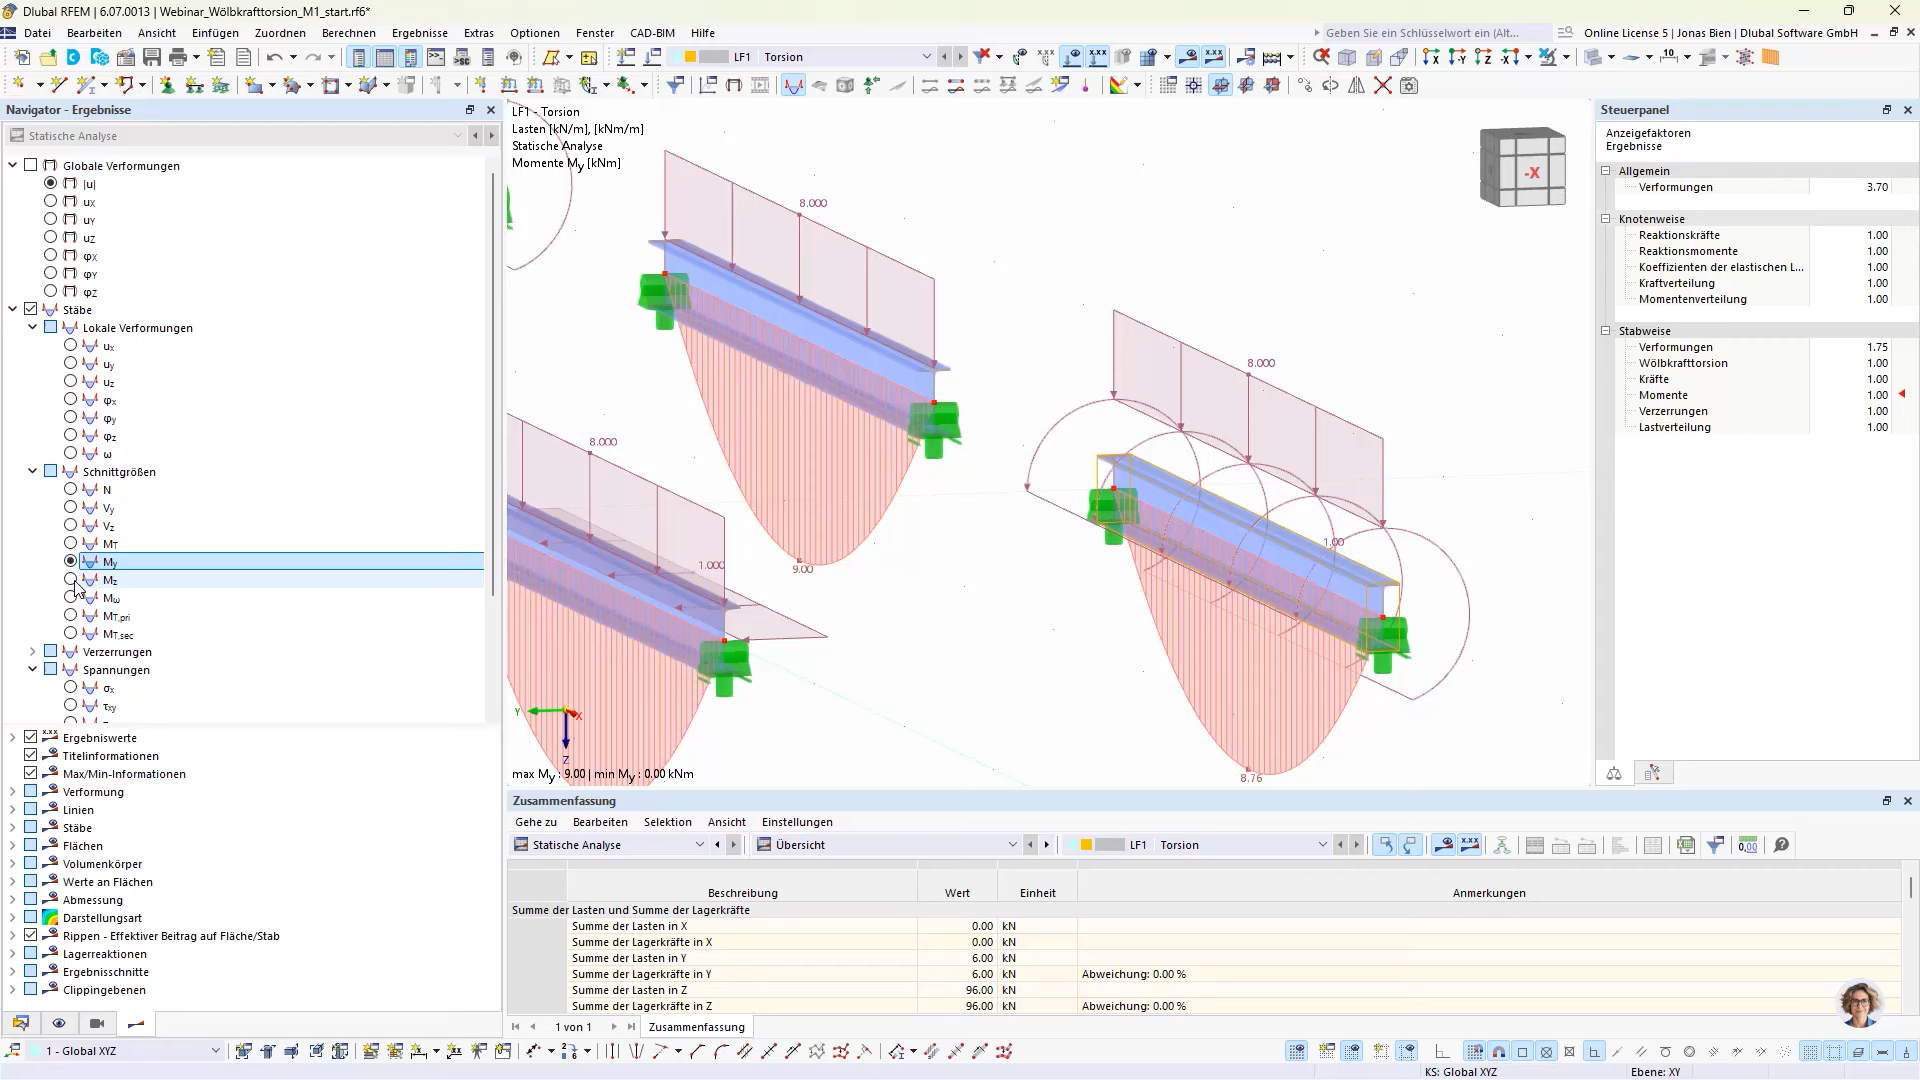 Dlubal RFEM | 6.07.0013 | Webinar_Wölbkrafttorsion_M1_start.rf6*
Datei Bearbeiten Ansicht Einfügen Zuordnen Berechnen Ergebnisse Extras Optionen Fenster CAD-BIM Hilfe
Geben Sie ein Schlüsselwort ein (Alt... Online License 5 | Jonas Bien | Dlubal Software GmbH
LF1 Torsion
Navigator - Ergebnisse
Statische Analyse
Globale Verformungen
|u|
uX
uY
uZ
φX
φY
φZ
Stäbe
Lokale Verformungen
ux
uy
uz
φx
φy
φz
ω
Schnittgrößen
N
Vy
Vz
MT
My
Mz
Mω
MT,pri
MT,sec
Verzerrungen
Spannungen
σx
τxy
Ergebniswerte
Titelinformationen
Max/Min-Informationen
Verformung
Linien
Stäbe
Flächen
Volumenkörper
Werte an Flächen
Abmessung
Darstellungsart
Rippen - Effektiver Beitrag auf Fläche/Stab
Lagerreaktionen
Ergebnisschnitte
Clippingebenen
LF1 - Torsion
Lasten [kN/m], [kNm/m]
Statische Analyse
Momente My [kNm]
8.000
8.000
8.000
1.000
1.00
9.00
8.76
-X
Y
X
Z
max My : 9.00 | min My : 0.00 kNm
Steuerpanel
Anzeigefaktoren
Ergebnisse
Allgemein
Verformungen 3.70
Knotenweise
Reaktionskräfte 1.00
Reaktionsmomente 1.00
Koeffizienten der elastischen L... 1.00
Kraftverteilung 1.00
Momentenverteilung 1.00
Stabweise
Verformungen 1.75
Wölbkrafttorsion 1.00
Kräfte 1.00
Momente 1.00
Verzerrungen 1.00
Lastverteilung 1.00
Zusammenfassung
Gehe zu Bearbeiten Selektion Ansicht Einstellungen
Statische Analyse Übersicht LF1 Torsion
Beschreibung Wert Einheit Anmerkungen
Summe der Lasten und Summe der Lagerkräfte
Summe der Lasten in X 0.00 kN
Summe der Lagerkräfte in X 0.00 kN
Summe der Lasten in Y 6.00 kN
Summe der Lagerkräfte in Y 6.00 kN Abweichung: 0.00 %
Summe der Lasten in Z 96.00 kN
Summe der Lagerkräfte in Z 96.00 kN Abweichung: 0.00 %
1 von 1 Zusammenfassung
1 - Global XYZ
KS: Global XYZ Ebene: XY